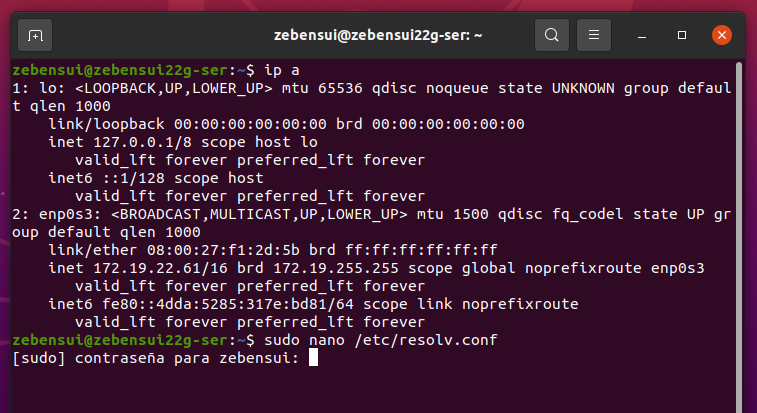 zebensui@zebensui22g-ser: ~
zebensui@zebensui22g-ser:~$ ip a
1: lo: <LOOPBACK,UP,LOWER_UP> mtu 65536 qdisc noqueue state UNKNOWN group defaul
t qlen 1000
    link/loopback 00:00:00:00:00:00 brd 00:00:00:00:00:00
    inet 127.0.0.1/8 scope host lo
       valid_lft forever preferred_lft forever
    inet6 ::1/128 scope host
       valid_lft forever preferred_lft forever
2: enp0s3: <BROADCAST,MULTICAST,UP,LOWER_UP> mtu 1500 qdisc fq_codel state UP gr
oup default qlen 1000
    link/ether 08:00:27:f1:2d:5b brd ff:ff:ff:ff:ff:ff
    inet 172.19.22.61/16 brd 172.19.255.255 scope global noprefixroute enp0s3
       valid_lft forever preferred_lft forever
    inet6 fe80::4dda:5285:317e:bd81/64 scope link noprefixroute
       valid_lft forever preferred_lft forever
zebensui@zebensui22g-ser:~$ sudo nano /etc/resolv.conf
[sudo] contraseña para zebensui: